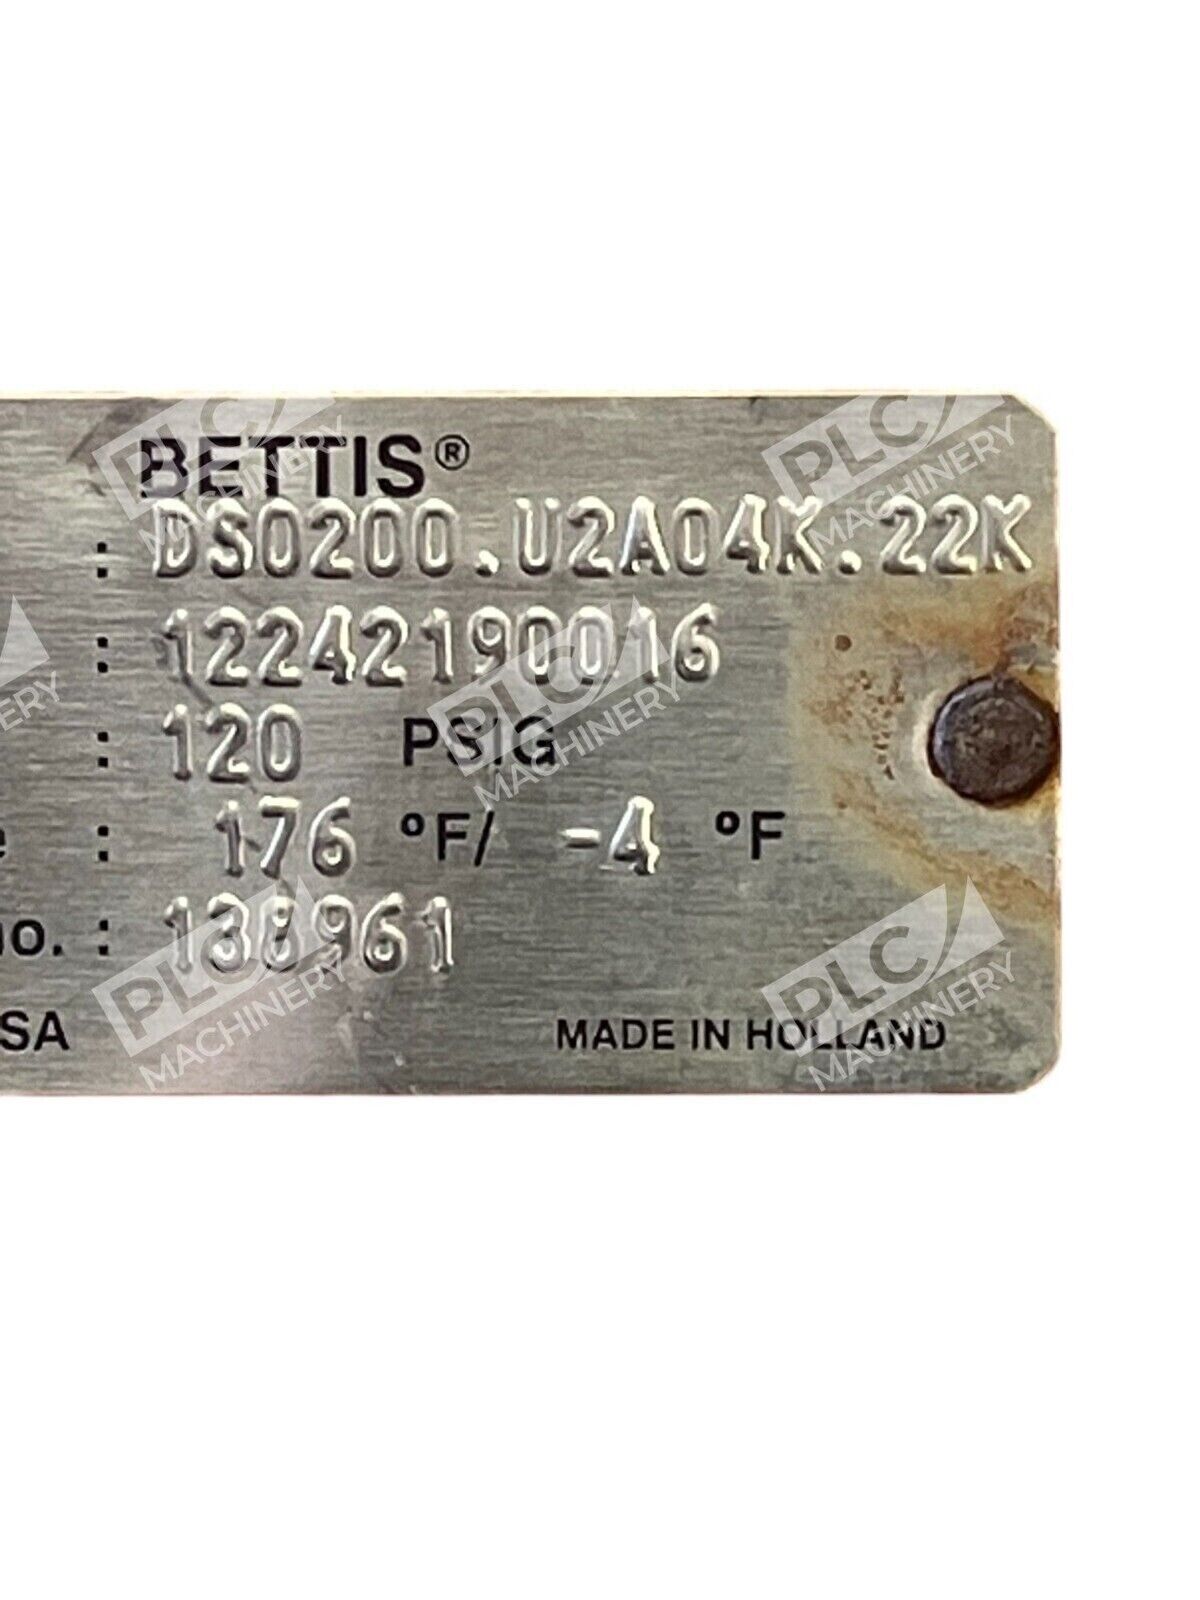 BETTIS®
: DS0200.U2A04K.22K
: 12242190016
: 120 PSIG
e : 176 °F/ -4 °F
no. : 138961
SA MADE IN HOLLAND
PLC MACHINERY
PLC MACHINERY
ERY
PLC MACHINERY
PLC MACHINERY
PLC MACHINERY